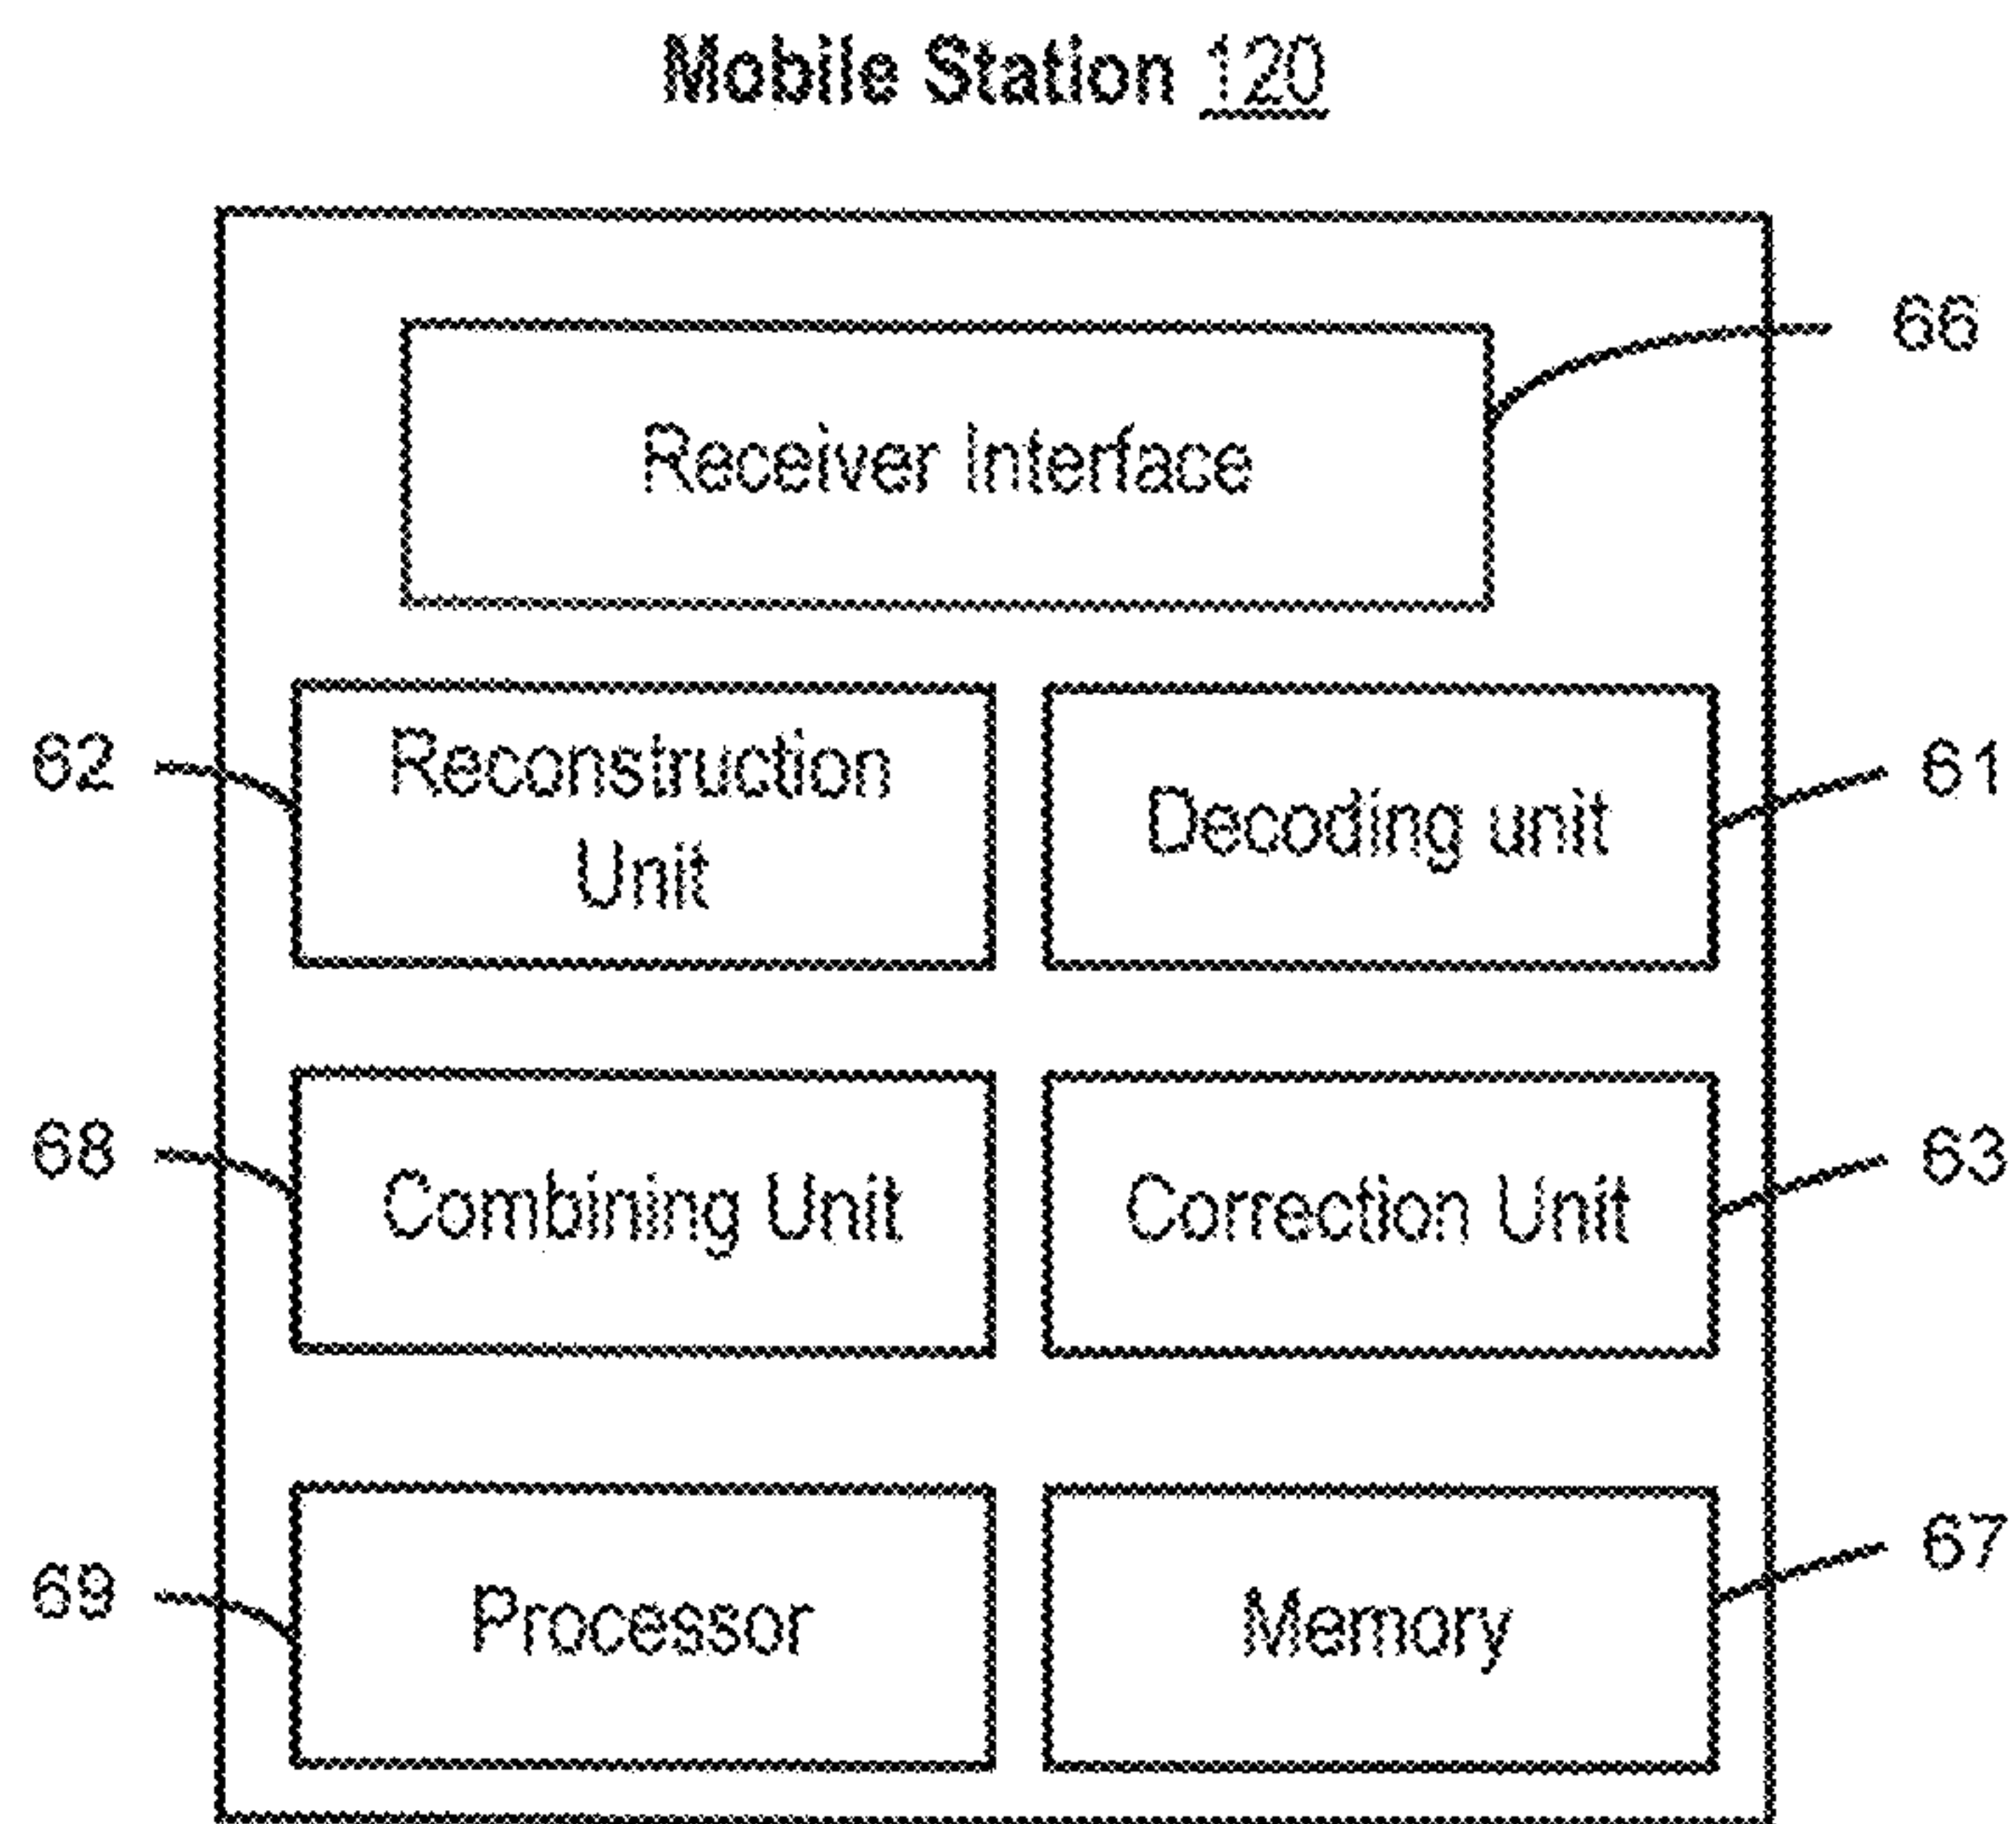 Mobile Station 120
66
Receiver Interface
62
Reconstruction
Unit
Decoding unit
61
68
Combining Unit
Correction Unit
63
69
Processor
Memory
67